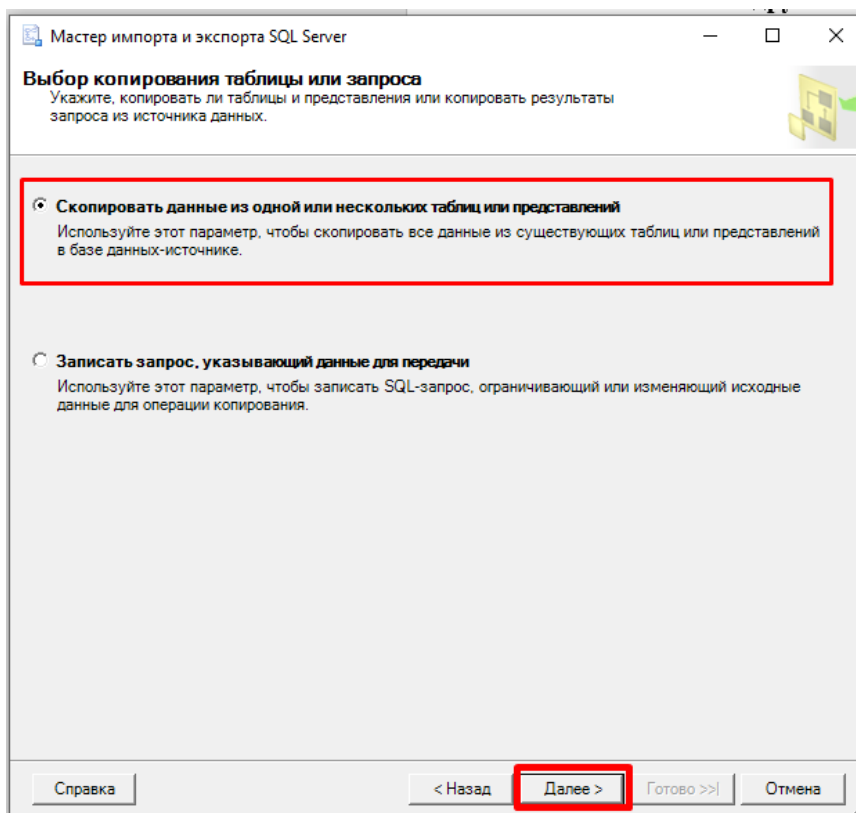 Мастер импорта и экспорта SQL Server
Выбор копирования таблицы или запроса
Укажите, копировать ли таблицы и представления или копировать результаты
запроса из источника данных.
Скопировать данные из одной или нескольких таблиц или представлений
Используйте этот параметр, чтобы скопировать все данные из существующих таблиц или представлений
в базе данных-источнике.
Записать запрос, указывающий данные для передачи
Используйте этот параметр, чтобы записать SQL-запрос, ограничивающий или изменяющий исходные
данные для операции копирования.
Справка < Назад Далее > Готово >>| Отмена